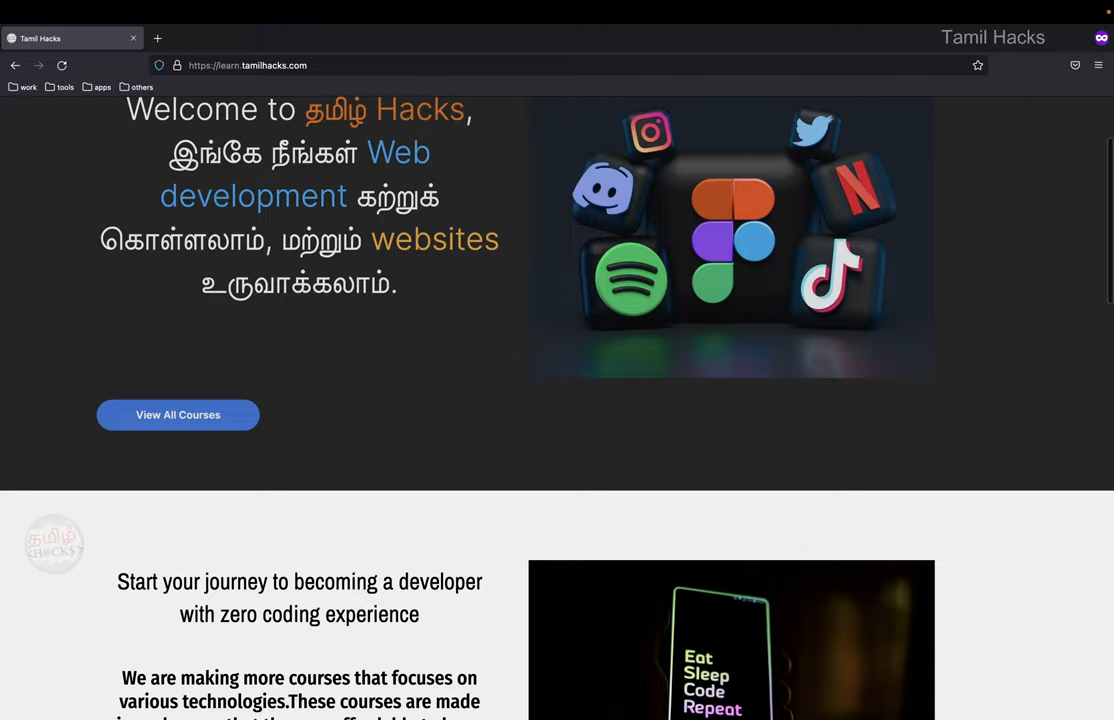 Tamil Hacks
Tamil Hacks
https://learn.tamilhacks.com
work tools apps others
Welcome to தமிழ் Hacks,
இங்கே நீங்கள் Web
development கற்றுக்
கொள்ளலாம், மற்றும் websites
உருவாக்கலாம்.
View All Courses
தமிழ்
<H@CK$>
Start your journey to becoming a developer
with zero coding experience
We are making more courses that focuses on
various technologies.These courses are made
Eat
Sleep
Code
Repeat